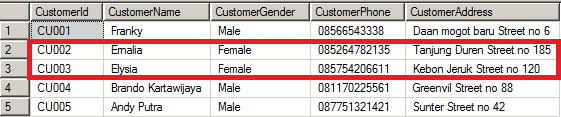 CustomerId CustomerName CustomerGender CustomerPhone CustomerAddress
1 CU001 Franky Male 08566543338 Daan mogot baru Street no 6
2 CU002 Emalia Female 085264782135 Tanjung Duren Street no 185
3 CU003 Elysia Female 085754206611 Kebon Jeruk Street no 120
4 CU004 Brando Kartawijaya Male 081170225561 Greenvil Street no 88
5 CU005 Andy Putra Male 087751321421 Sunter Street no 42